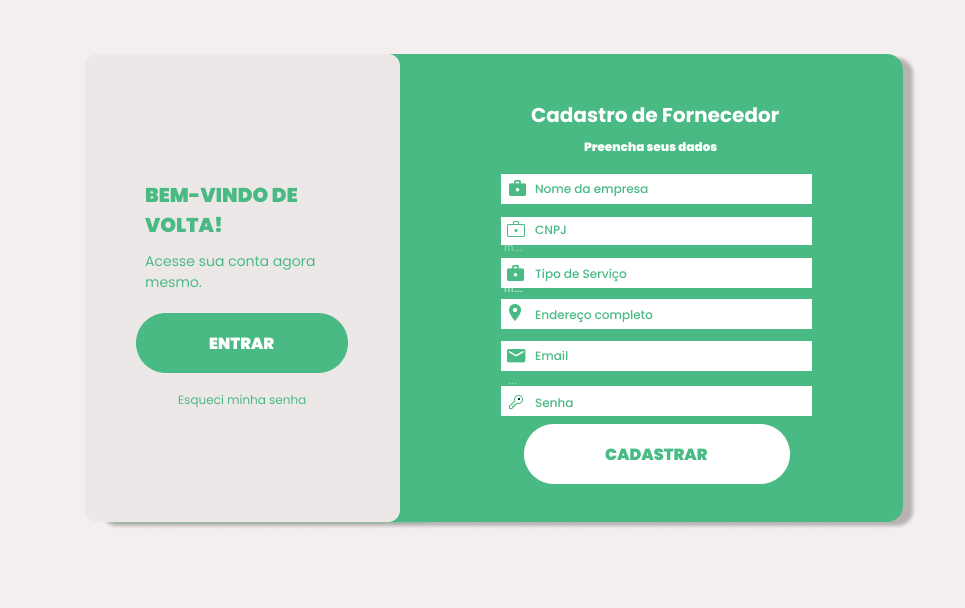 BEM-VINDO DE
VOLTA!
Acesse sua conta agora
mesmo.
ENTRAR
Esqueci minha senha
Cadastro de Fornecedor
Preencha seus dados
Nome da empresa
CNPJ
m...
Tipo de Serviço
m...
Endereço completo
Email
...
Senha
CADASTRAR